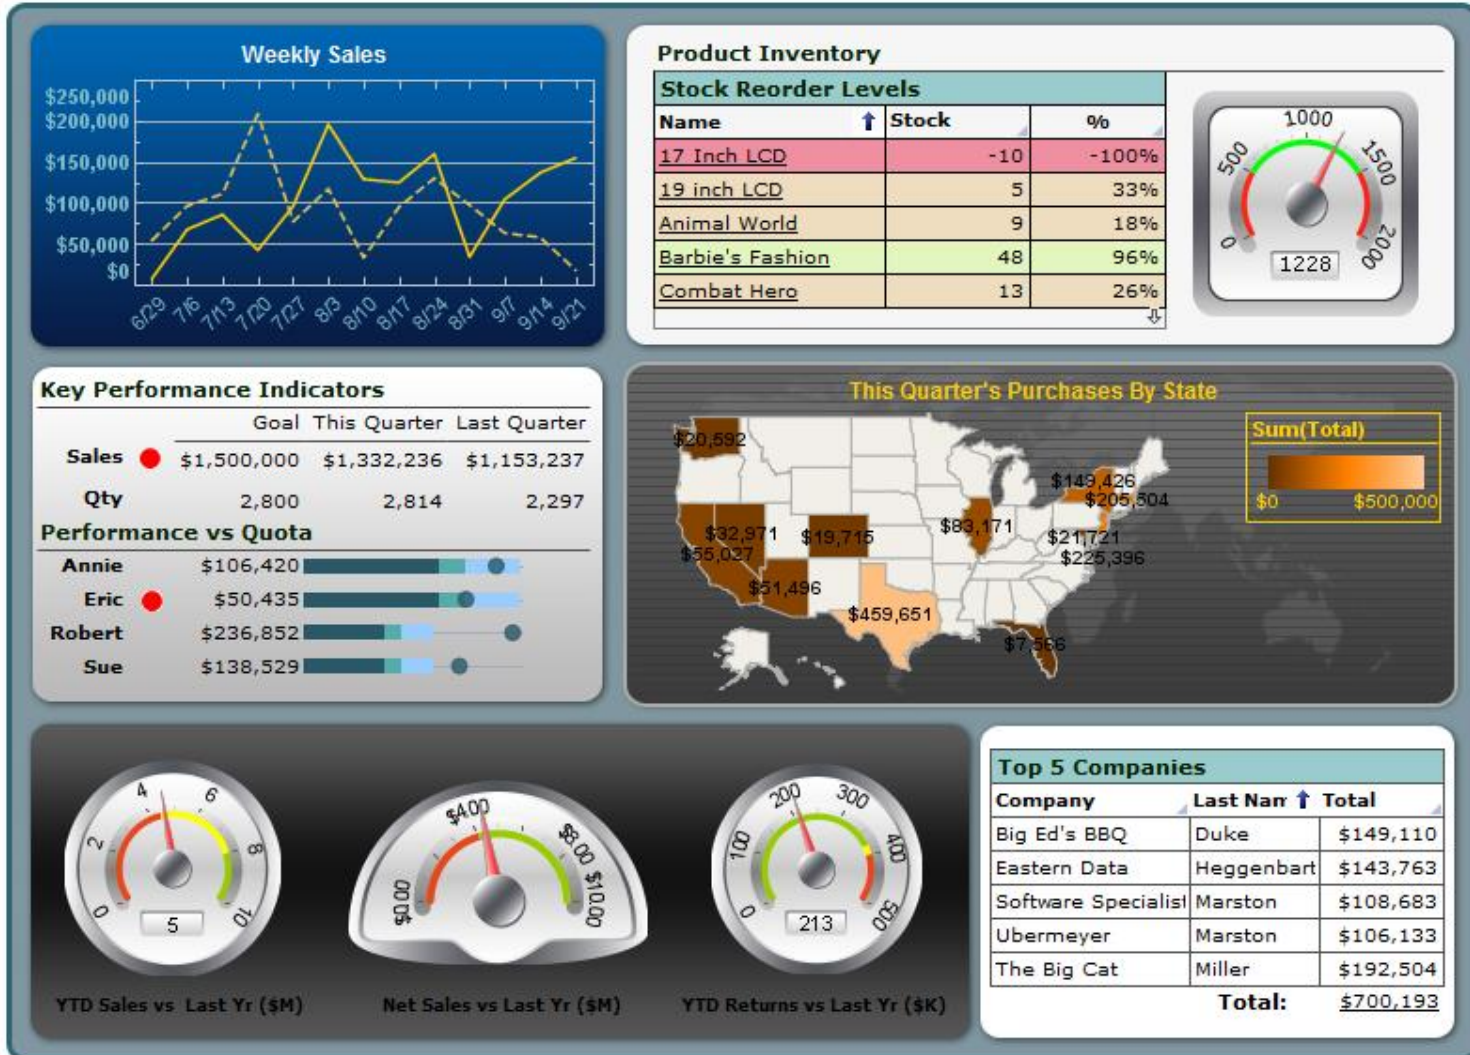 Weekly Sales
$250,000
$200,000
$150,000
$100,000
$50,000
$0
6/29 7/6 7/13 7/20 7/27 8/3 8/10 8/17 8/24 8/31 9/7 9/14 9/21
Product Inventory
Stock Reorder Levels
Name Stock %
17 Inch LCD -10 -100%
19 inch LCD 5 33%
Animal World 9 18%
Barbie's Fashion 48 96%
Combat Hero 13 26%
0 500 1000 1500 2000
1228
Key Performance Indicators
Goal This Quarter Last Quarter
Sales $1,500,000 $1,332,236 $1,153,237
Qty 2,800 2,814 2,297
Performance vs Quota
Annie $106,420
Eric $50,435
Robert $236,852
Sue $138,529
This Quarter's Purchases By State
Sum(Total)
$0 $500,000
$20,592
$149,426
$205,504
$83,171
$32,971
$19,715
$21,721
$55,027
$225,396
$51,496
$459,651
$7,566
0 2 4 6 8 10
5
YTD Sales vs Last Yr ($M)
$0.00 $4.00 $8.00 $10.00
Net Sales vs Last Yr ($M)
0 100 200 300 400 500
213
YTD Returns vs Last Yr ($K)
Top 5 Companies
Company Last Nam Total
Big Ed's BBQ Duke $149,110
Eastern Data Heggenbart $143,763
Software Specialist Marston $108,683
Ubermeyer Marston $106,133
The Big Cat Miller $192,504
Total: $700,193